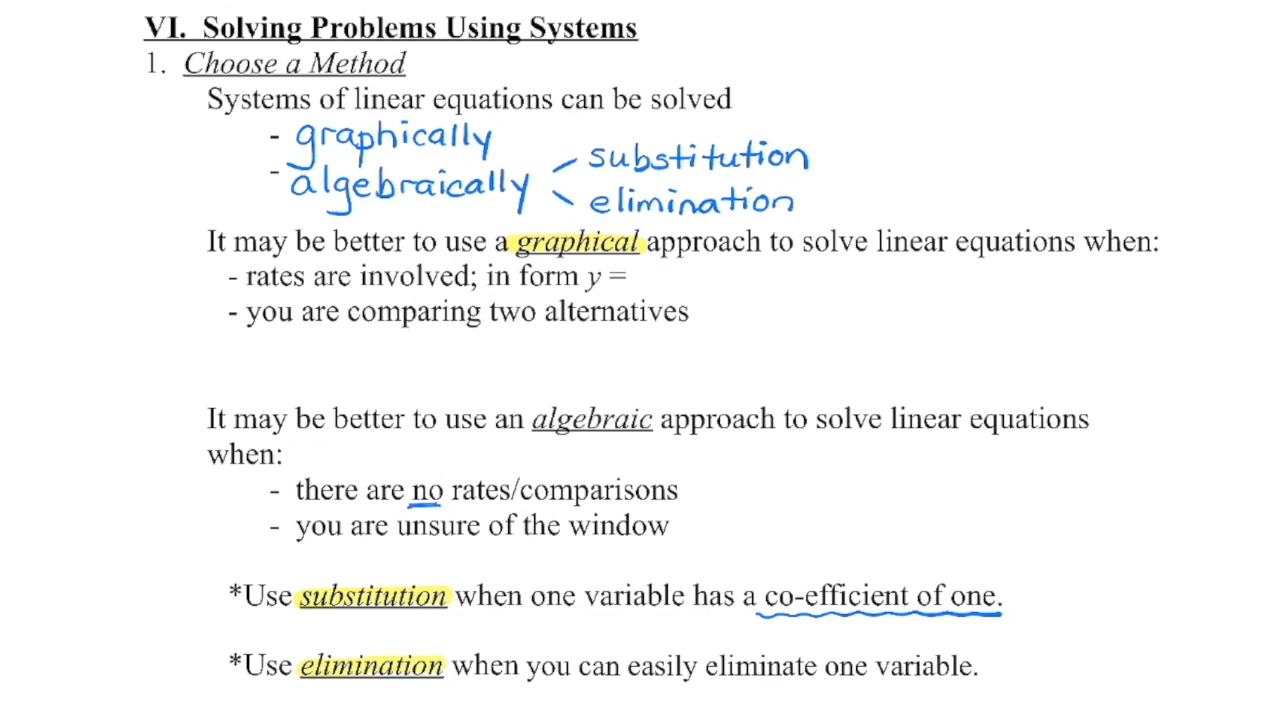 VI. Solving Problems Using Systems
1. Choose a Method
Systems of linear equations can be solved
- graphically
- algebraically < substitution
elimination
It may be better to use a graphical approach to solve linear equations when:
- rates are involved; in form y =
- you are comparing two alternatives
It may be better to use an algebraic approach to solve linear equations
when:
- there are no rates/comparisons
- you are unsure of the window
*Use substitution when one variable has a co-efficient of one.
*Use elimination when you can easily eliminate one variable.